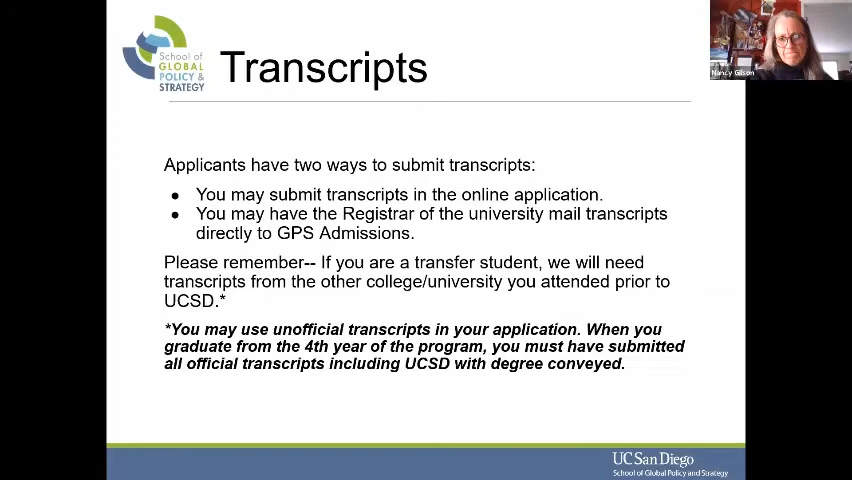 School of
GLOBAL
POLICY &
STRATEGY
Transcripts
Nancy Gilson
Applicants have two ways to submit transcripts:
● You may submit transcripts in the online application.
● You may have the Registrar of the university mail transcripts
directly to GPS Admissions.
Please remember-- If you are a transfer student, we will need
transcripts from the other college/university you attended prior to
UCSD.*
*You may use unofficial transcripts in your application. When you
graduate from the 4th year of the program, you must have submitted
all official transcripts including UCSD with degree conveyed.
UC San Diego
School of Global Policy and Strategy